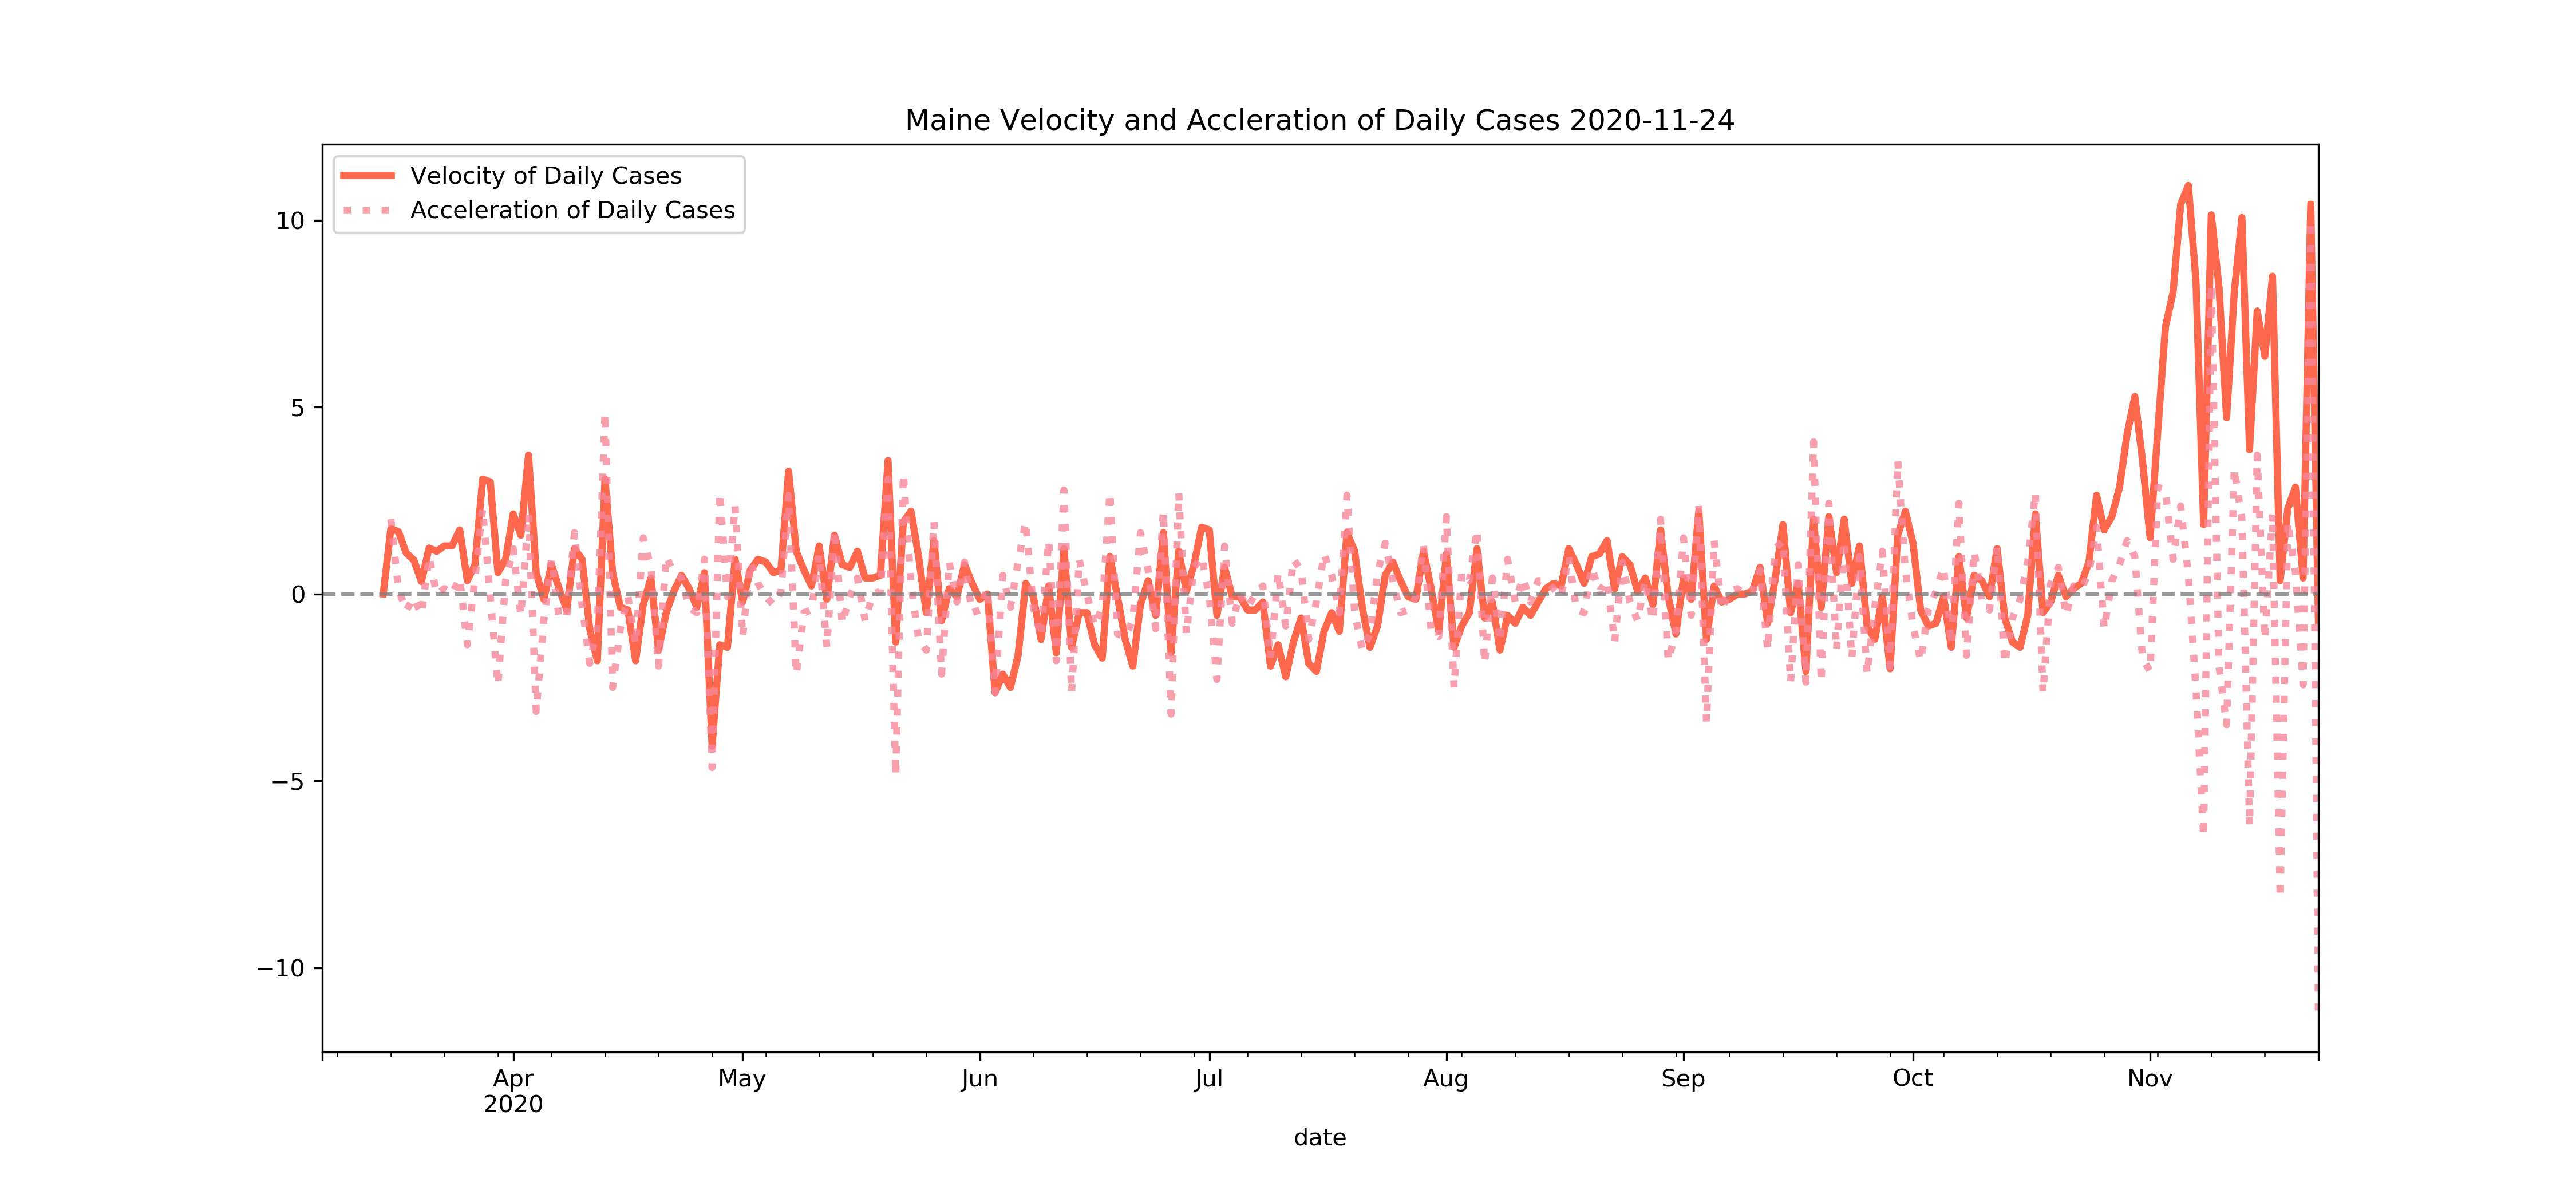 Maine Velocity and Accleration of Daily Cases 2020-11-24
Velocity of Daily Cases
Acceleration of Daily Cases
10
5
0
−5
−10
Apr
2020
May
Jun
Jul
Aug
Sep
Oct
Nov
date